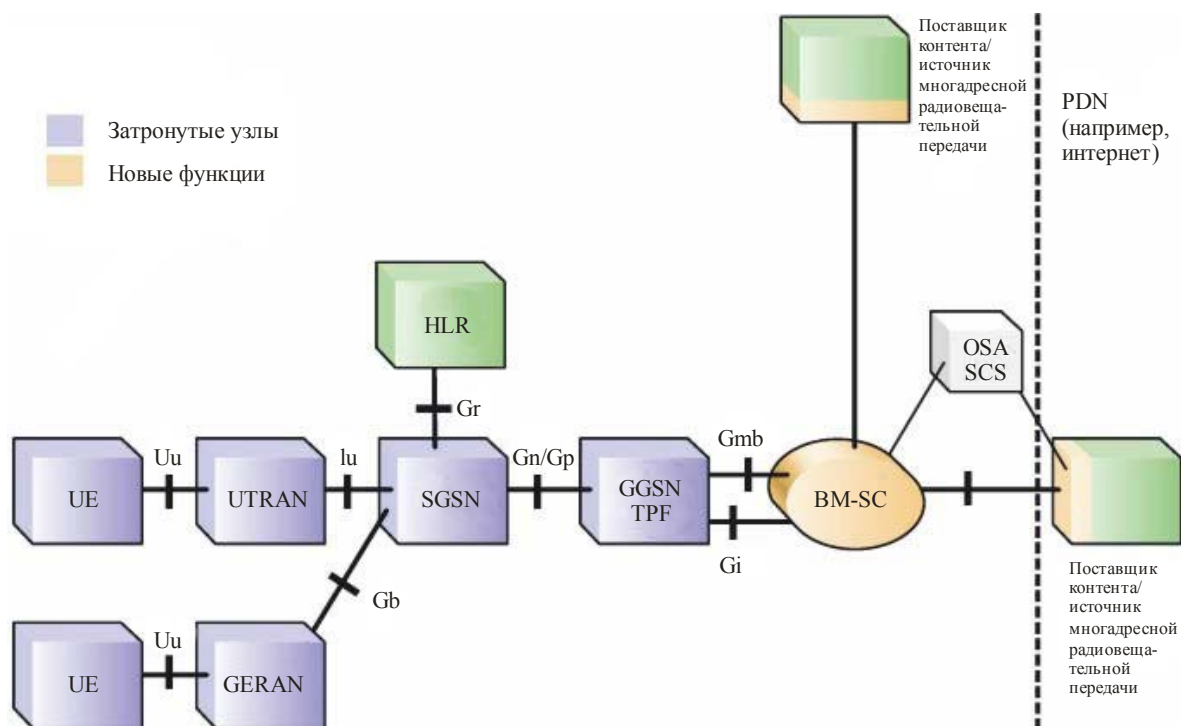 Поставщик
контента/
источник
многадресной
радиовеща-
тельной
передачи
PDN
(например,
интернет)
Затронутые узлы
Новые функции
HLR
OSA
SCS
Gr
Uu
lu
Gn/Gp
Gmb
UE
UTRAN
SGSN
GGSN
TPF
BM-SC
Gi
Gb
Uu
UE
GERAN
Поставщик
контента/
источник
многадресной
радиовеща-
тельной
передачи